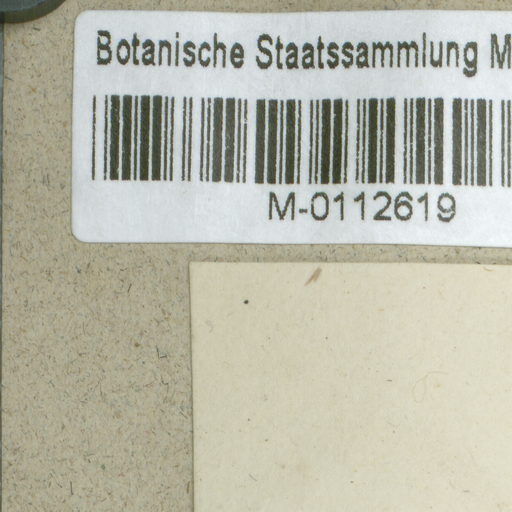 Botanische Staatssammlung M
M-0112619